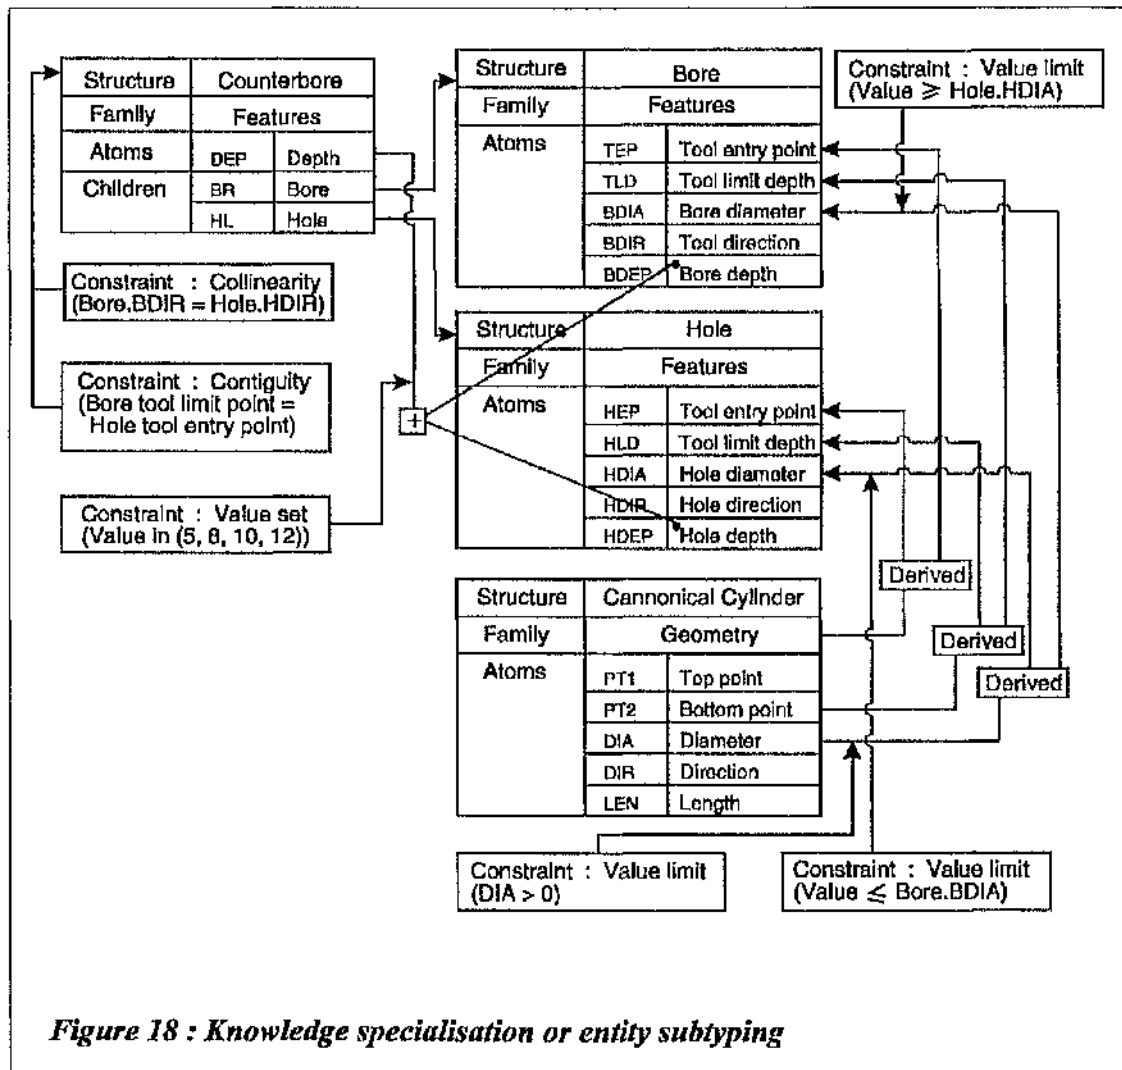 Structure Counterbore
Family Features
Atoms DEP Depth
Children BR Bore
HL Hole
Constraint : Collinearity
(Bore.BDIR = Hole.HDIR)
Constraint : Contiguity
(Bore tool limit point =
Hole tool entry point)
Constraint : Value set
(Value in (5, 8, 10, 12))
+
Structure Bore
Family Features
Atoms TEP Tool entry point
TLD Tool limit depth
BDIA Bore diameter
BDIR Tool direction
BDEP Bore depth
Constraint : Value limit
(Value ⩾ Hole.HDIA)
Structure Hole
Family Features
Atoms HEP Tool entry point
HLD Tool limit depth
HDIA Hole diameter
HDIR Hole direction
HDEP Hole depth
Derived
Derived
Derived
Structure Cannonical Cylinder
Family Geometry
Atoms PT1 Top point
PT2 Bottom point
DIA Diameter
DIR Direction
LEN Length
Constraint : Value limit
(DIA > 0)
Constraint : Value limit
(Value ⩽ Bore.BDIA)
Figure 18 : Knowledge specialisation or entity subtyping